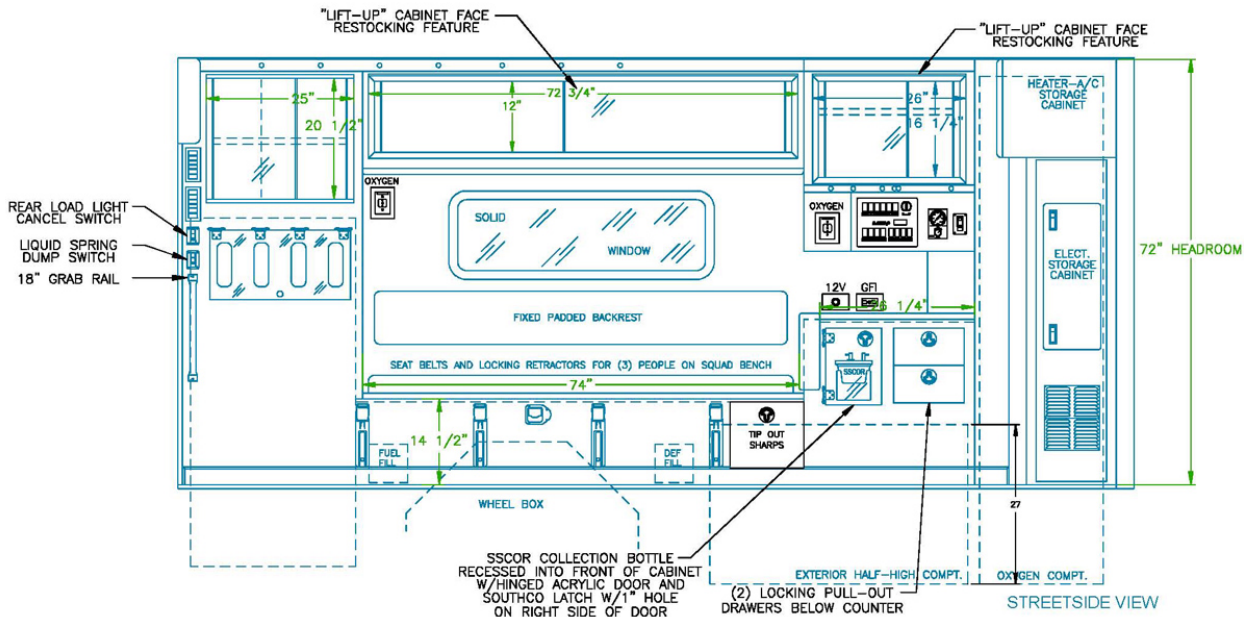 "LIFT-UP" CABINET FACE
RESTOCKING FEATURE
"LIFT-UP" CABINET FACE
RESTOCKING FEATURE
HEATER-A/C
STORAGE
CABINET
25"
20 1/2"
72 3/4"
12"
26"
16 1/4"
OXYGEN
SOLID
WINDOW
OXYGEN
REAR LOAD LIGHT
CANCEL SWITCH
LIQUID SPRING
DUMP SWITCH
18" GRAB RAIL
72" HEADROOM
ELECT.
STORAGE
CABINET
12V
GFI
26 1/4"
FIXED PADDED BACKREST
SEAT BELTS AND LOCKING RETRACTORS FOR (3) PEOPLE ON SQUAD BENCH
74"
SSCOR
14 1/2"
TIP OUT
SHARPS
FUEL
FILL
DEF
FILL
WHEEL BOX
27
SSCOR COLLECTION BOTTLE
RECESSED INTO FRONT OF CABINET
W/HINGED ACRYLIC DOOR AND
SOUTHCO LATCH W/1" HOLE
ON RIGHT SIDE OF DOOR
EXTERIOR HALF-HIGH COMPT.
OXYGEN COMPT.
(2) LOCKING PULL-OUT
DRAWERS BELOW COUNTER
STREETSIDE VIEW